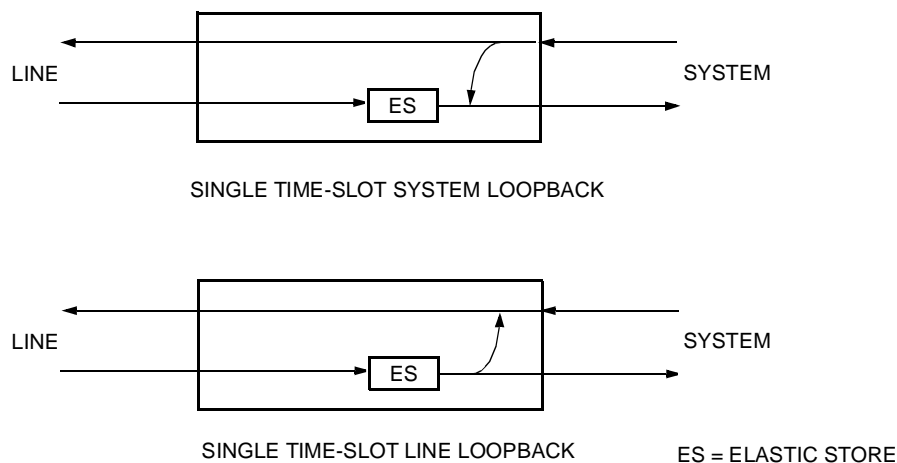 LINE
SYSTEM
ES
SINGLE TIME-SLOT SYSTEM LOOPBACK
LINE
SYSTEM
ES
SINGLE TIME-SLOT LINE LOOPBACK
ES = ELASTIC STORE